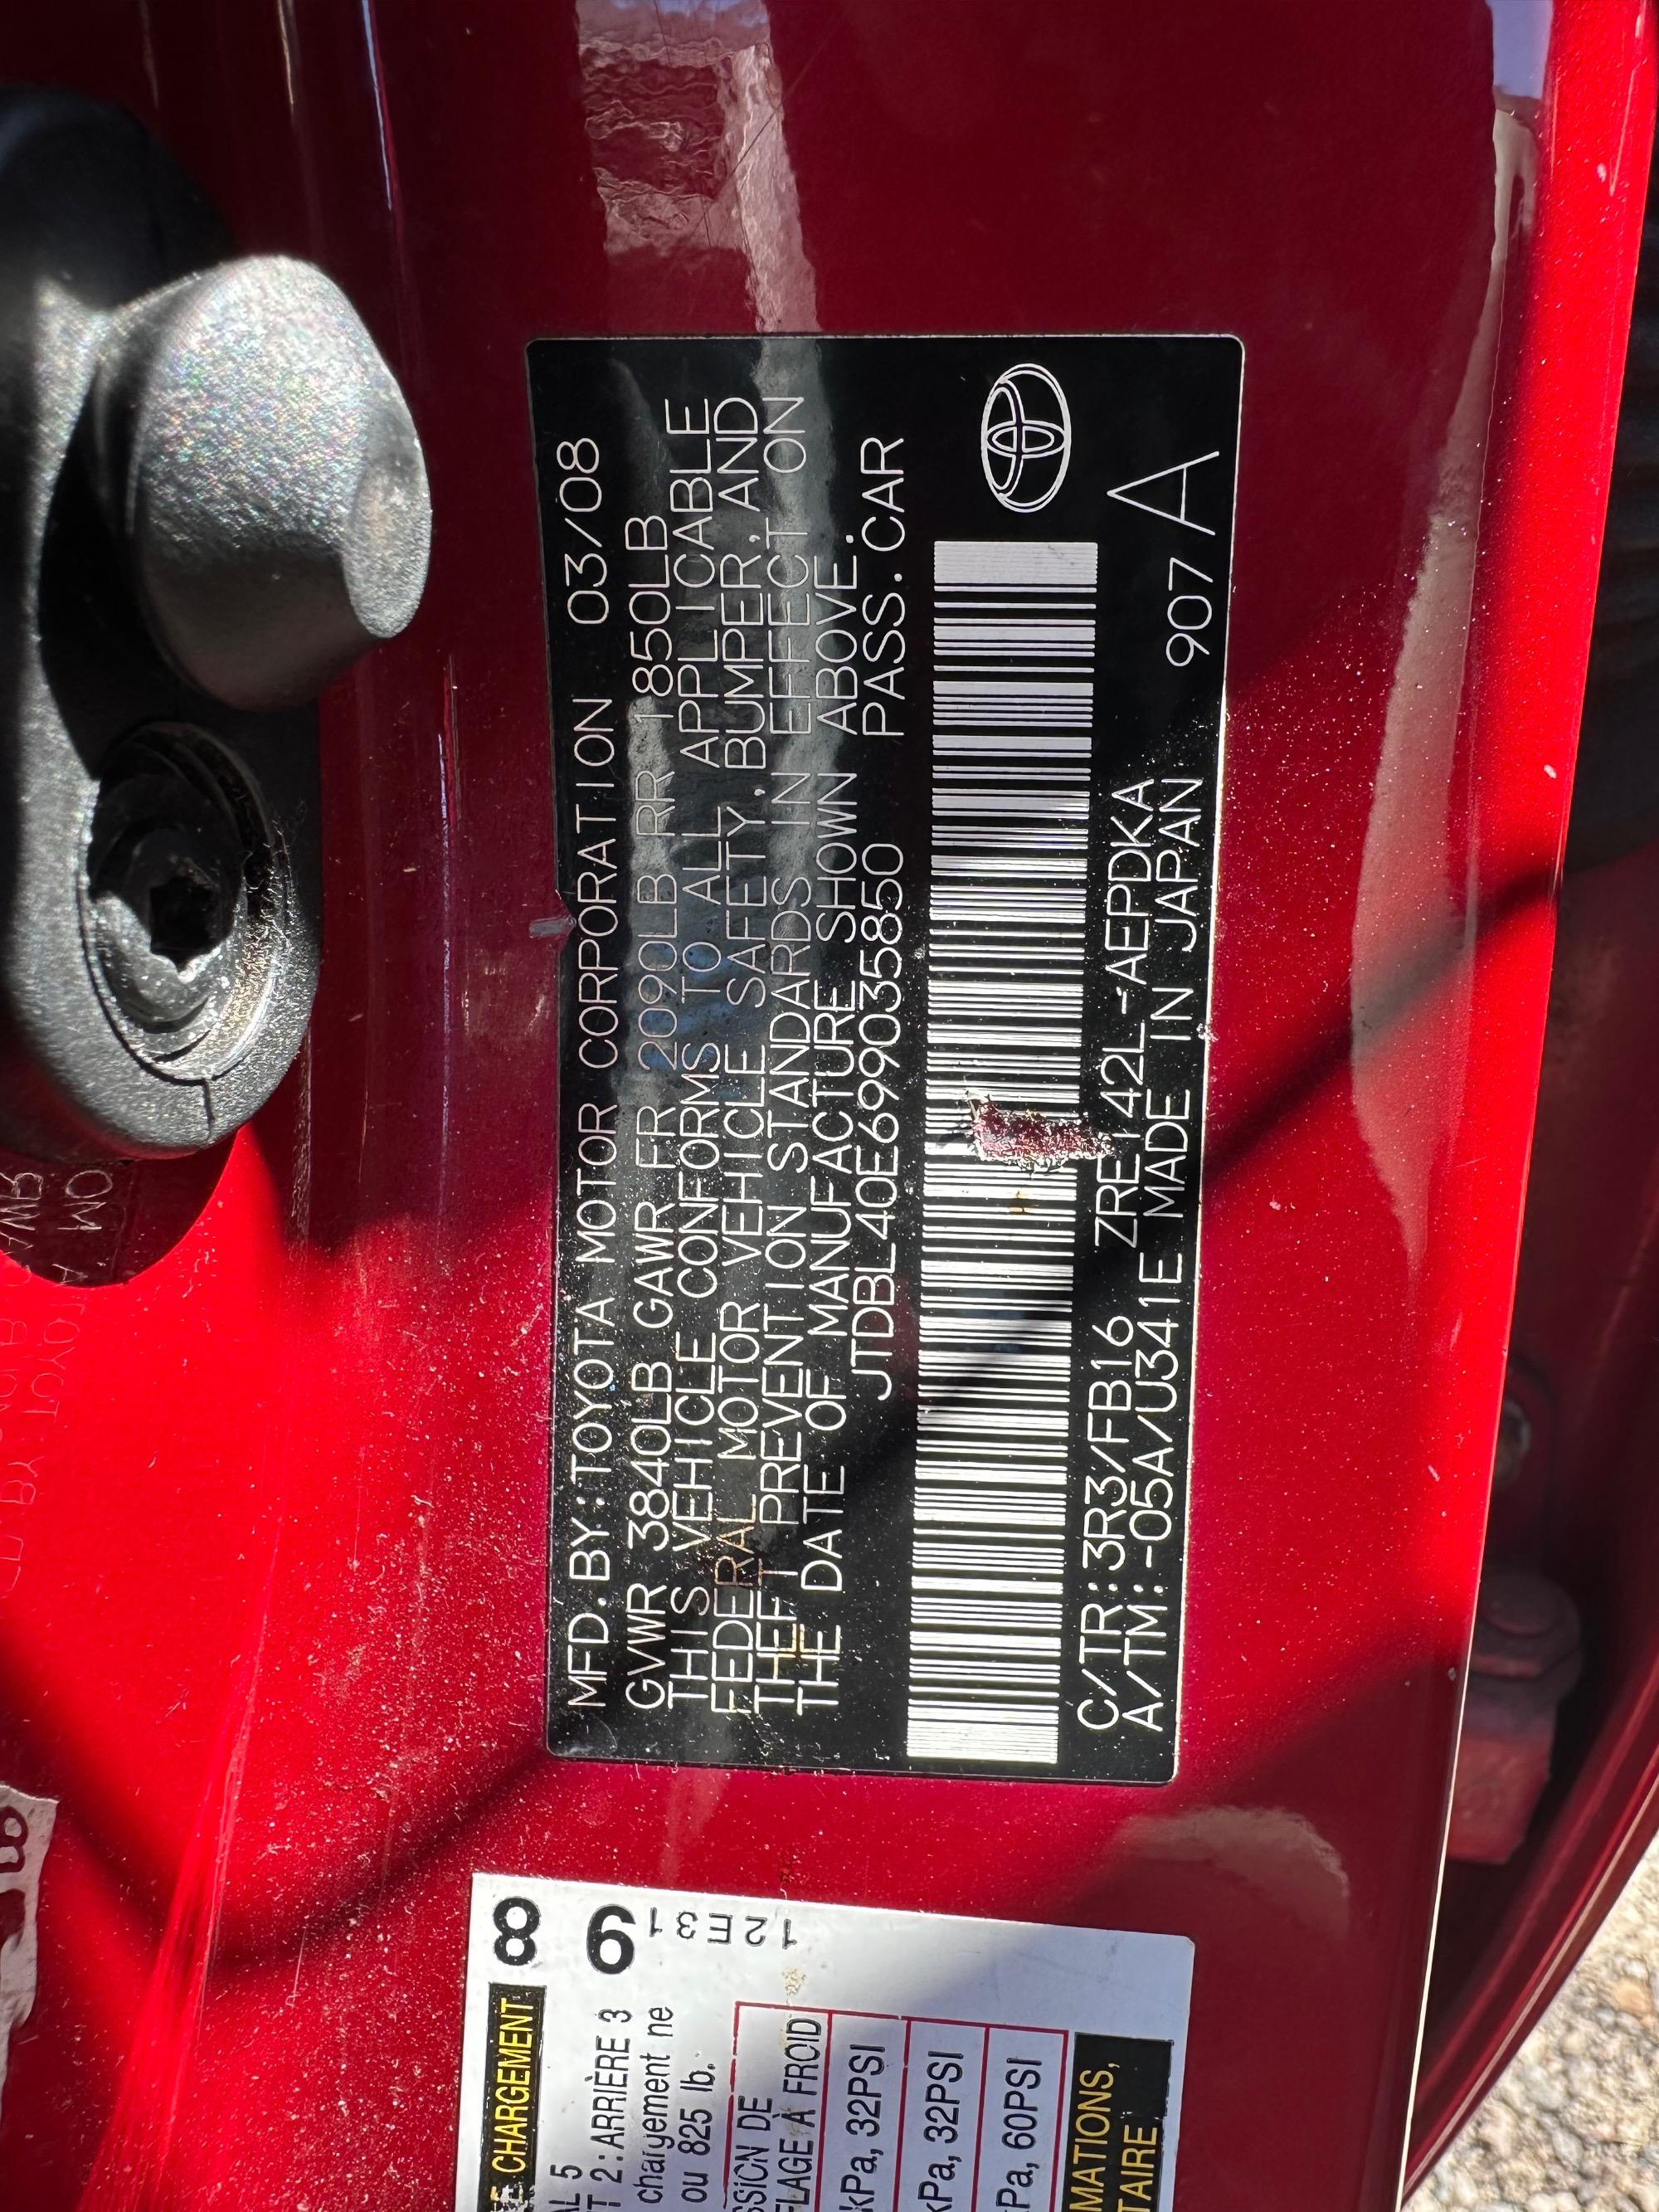 MFD.BY:TOYOTA MOTOR CORPORATION 03/08
GVWR 3840LB GAWR FR 2090LB RR 1850LB
THIS VEHICLE CONFORMS TO ALL APPLICABLE
FEDERAL MOTOR VEHICLE SAFETY, BUMPER, AND
THEFT PREVENTION STANDARDS IN EFFECT ON
THE DATE OF MANUFACTURE SHOWN ABOVE.
JTDBL40E699035850 PASS.CAR
C/TR:3R3/FB16 ZRE142L-AEPDKA
A/TM:-05A/U341E MADE IN JAPAN 907 A
CHARGEMENT 8
AL 5
T 2:ARRIÈRE 3 9
chargement ne 12E31
ou 825 lb.
SSION DE
FLAGE À FROID
kPa, 32PSI
kPa, 32PSI
kPa, 60PSI
MATIONS,
TAIRE